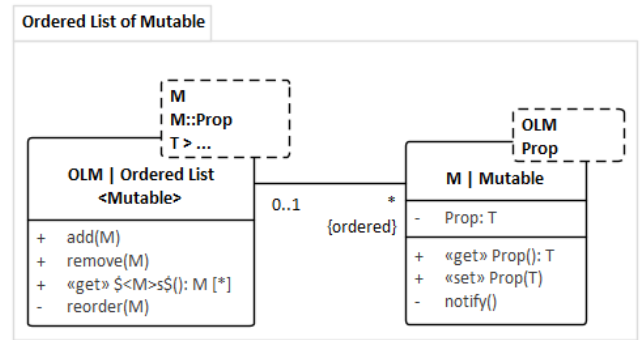 Ordered List of Mutable
M
M::Prop
T > ...
OLM | Ordered List
<Mutable>
+ add(M)
+ remove(M)
+ «get» $<M>s$(): M [*]
- reorder(M)
0..1
*
{ordered}
OLM
Prop
M | Mutable
- Prop: T
+ «get» Prop(): T
+ «set» Prop(T)
- notify()